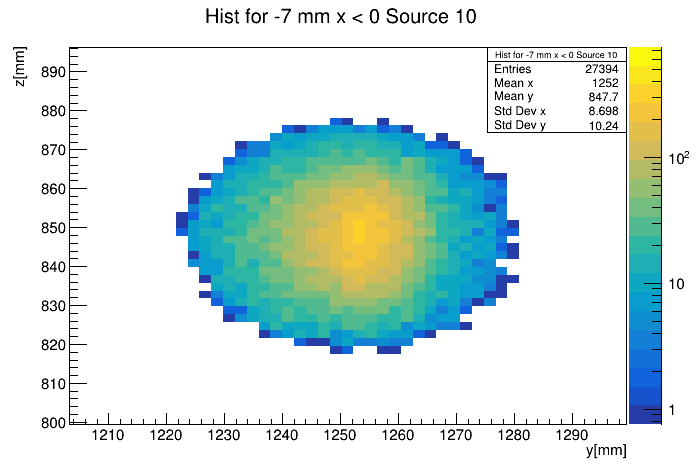 Hist for -7 mm x < 0 Source 10
z[mm]
Hist for -7 mm x < 0 Source 10
Entries 27394
Mean x 1252
Mean y 847.7
Std Dev x 8.698
Std Dev y 10.24
890
880
870
860
850
840
830
820
810
800
1210 1220 1230 1240 1250 1260 1270 1280 1290
y[mm]
10²
10
1